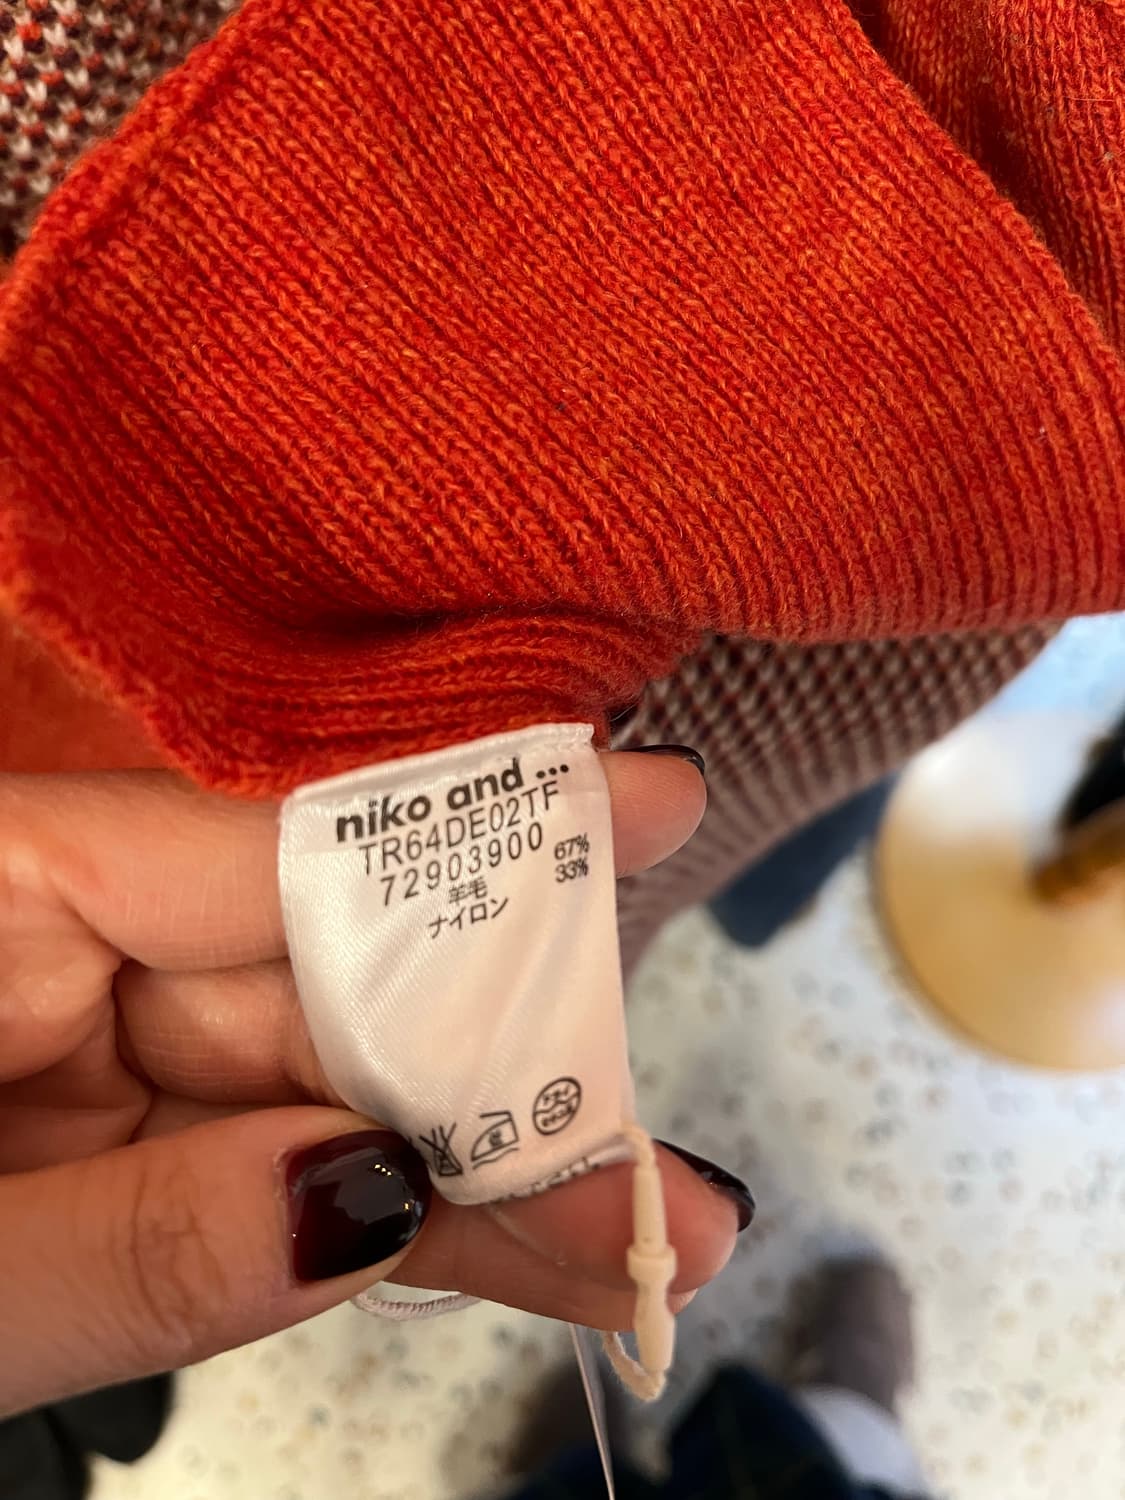 niko and ...
TR64DE02TF
72903900
羊毛 67%
ナイロン 33%